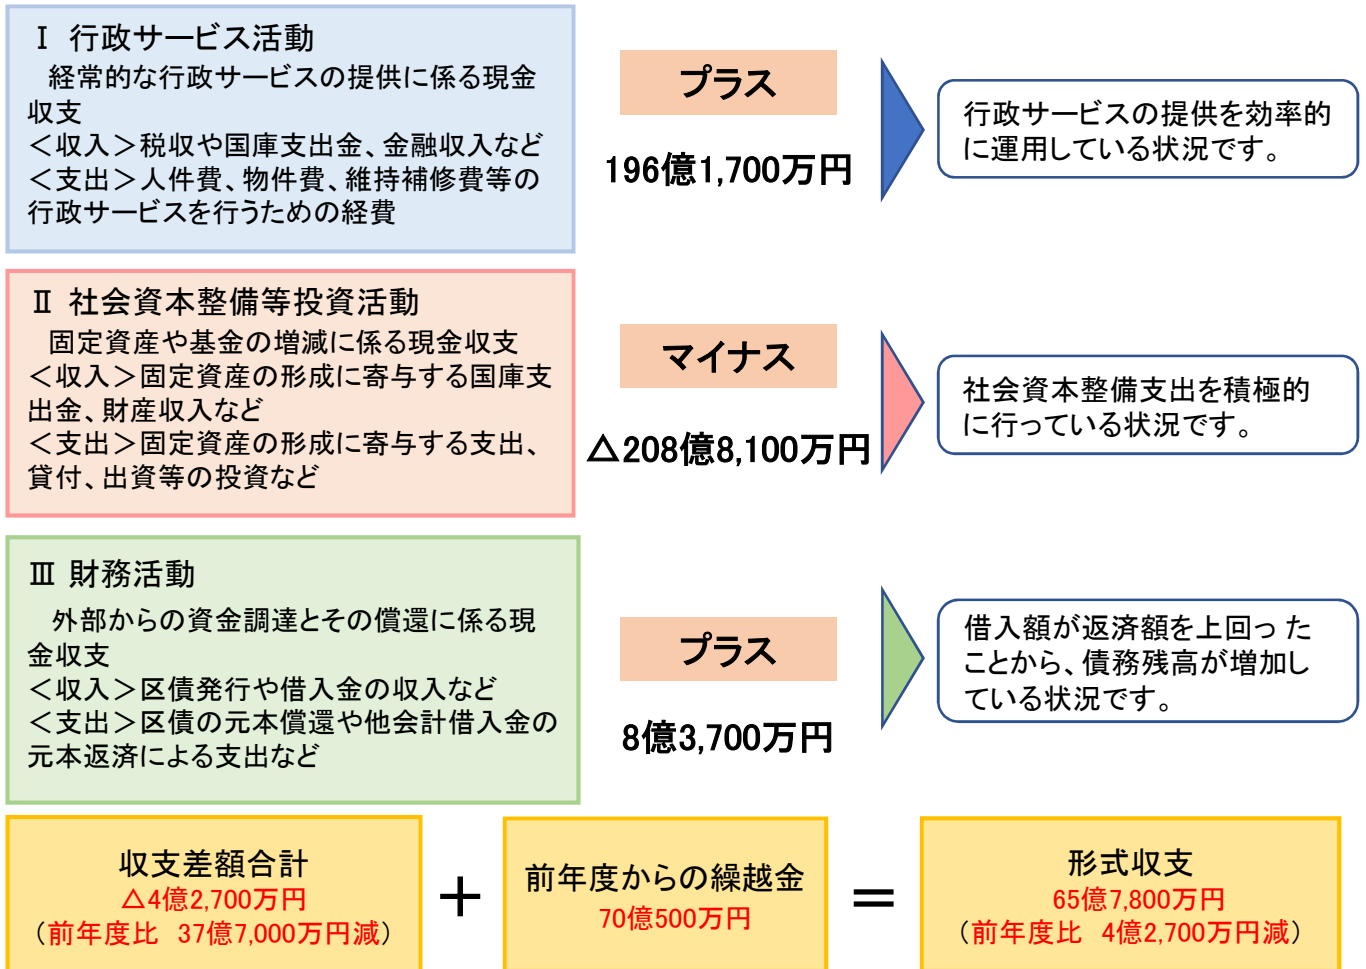 Ⅰ 行政サービス活動
経常的な行政サービスの提供に係る現金
収支
＜収入＞税収や国庫支出金、金融収入など
＜支出＞人件費、物件費、維持補修費等の
行政サービスを行うための経費
プラス
196億1,700万円
行政サービスの提供を効率的
に運用している状況です。
Ⅱ 社会資本整備等投資活動
固定資産や基金の増減に係る現金収支
＜収入＞固定資産の形成に寄与する国庫支
出金、財産収入など
＜支出＞固定資産の形成に寄与する支出、
貸付、出資等の投資など
マイナス
△208億8,100万円
社会資本整備支出を積極的
に行っている状況です。
Ⅲ 財務活動
外部からの資金調達とその償還に係る現
金収支
＜収入＞区債発行や借入金の収入など
＜支出＞区債の元本償還や他会計借入金の
元本返済による支出など
プラス
8億3,700万円
借入額が返済額を上回った
ことから、債務残高が増加し
ている状況です。
収支差額合計
△4億2,700万円
（前年度比 37億7,000万円減）
＋
前年度からの繰越金
70億500万円
＝
形式収支
65億7,800万円
（前年度比 4億2,700万円減）